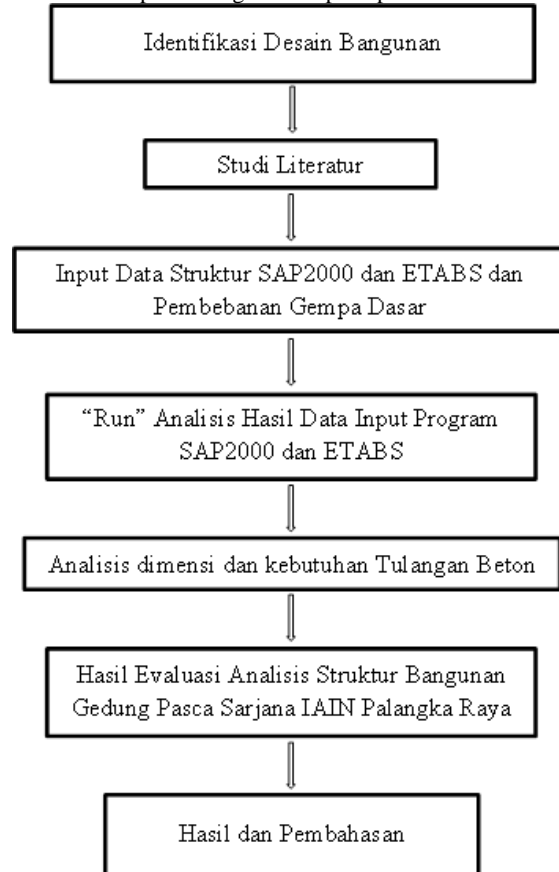 Identifikasi Desain Bangunan
Studi Literatur
Input Data Struktur SAP2000 dan ETABS dan
Pembebanan Gempa Dasar
“Run” Analisis Hasil Data Input Program
SAP2000 dan ETABS
Analisis dimensi dan kebutuhan Tulangan Beton
Hasil Evaluasi Analisis Struktur Bangunan
Gedung Pasca Sarjana IAIN Palangka Raya
Hasil dan Pembahasan